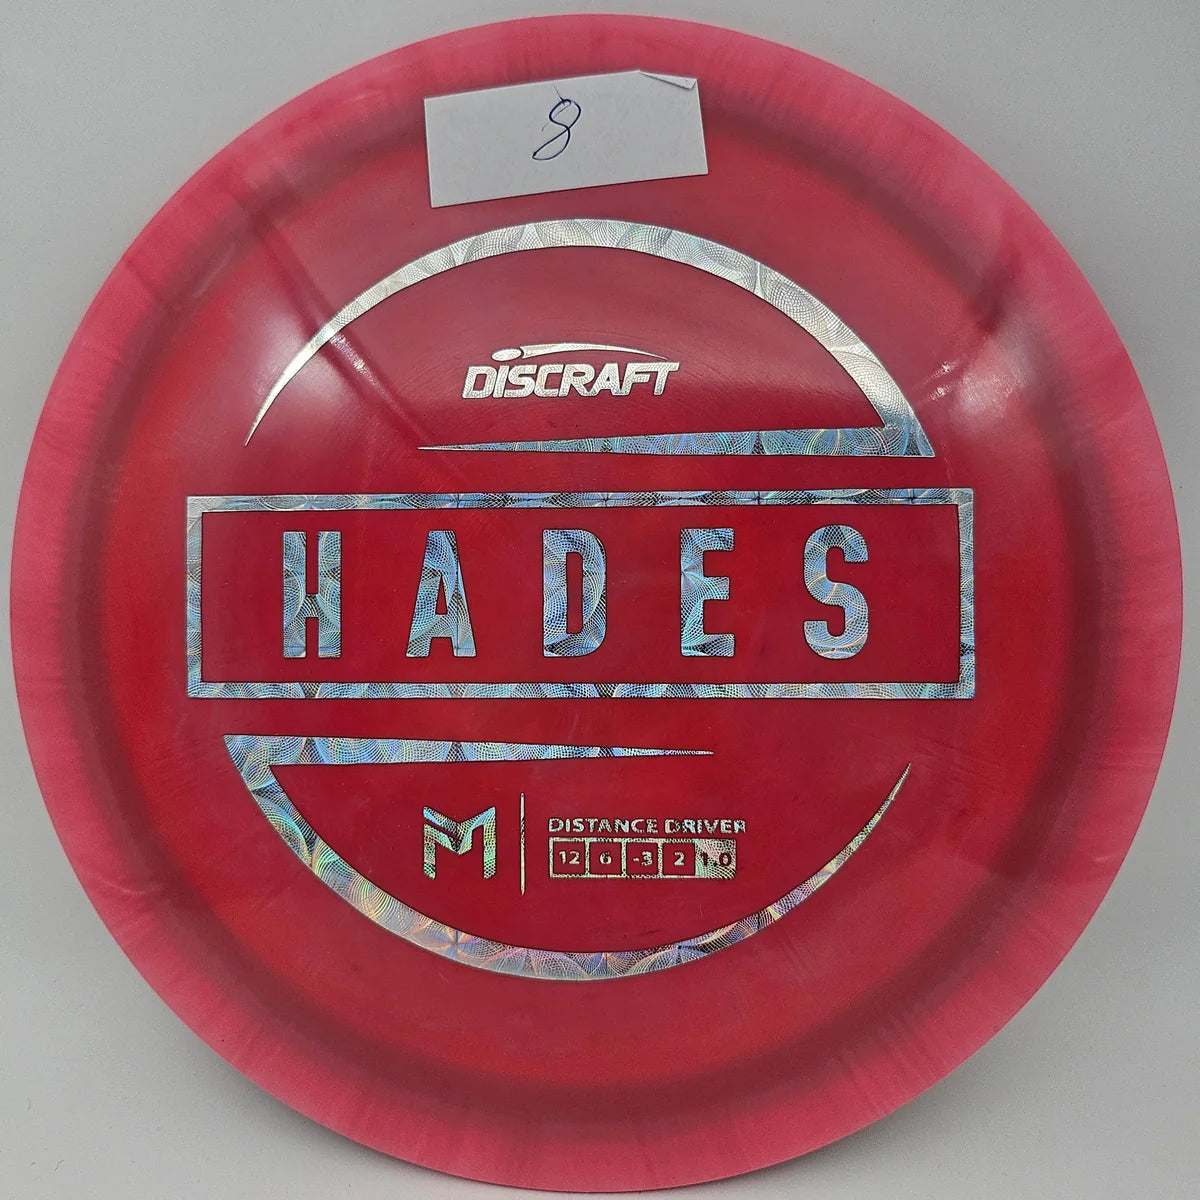 8
DISCRAFT
HADES
M DISTANCE DRIVER
12 6 -3 2 1.0